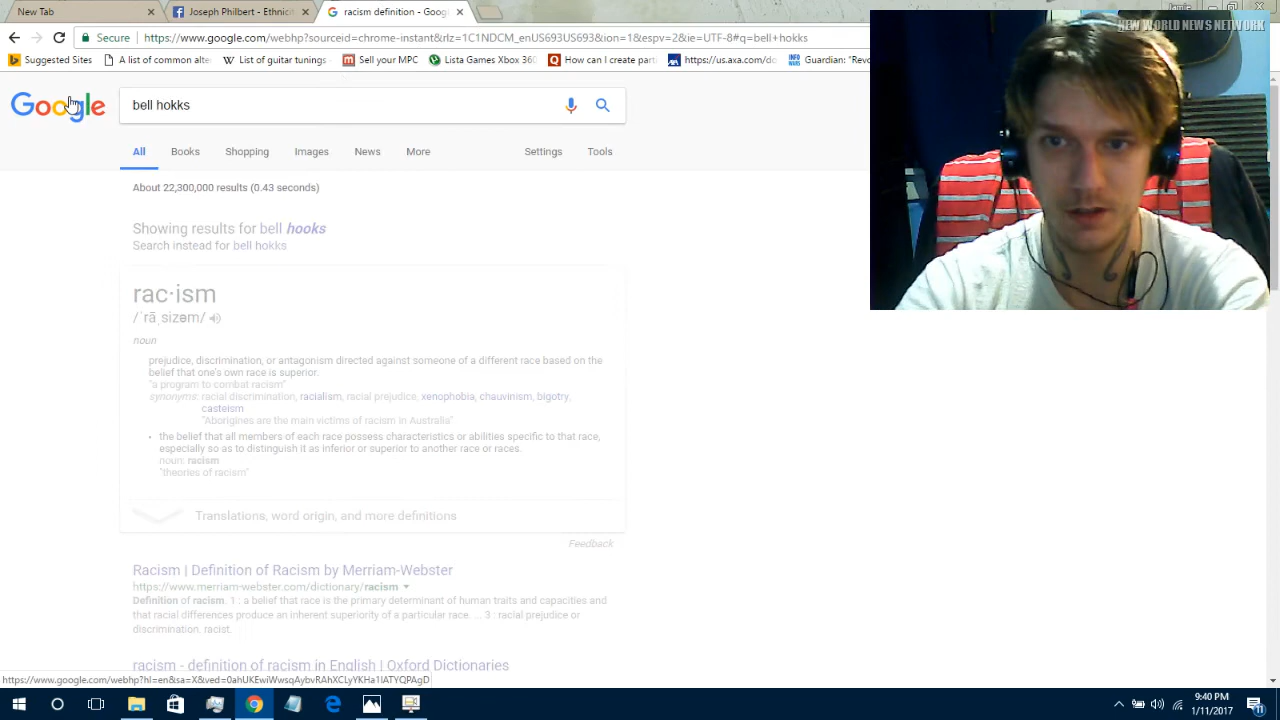 New Tab
Joseph Philbert - Ethnici
racism definition - Google
Secure
https://www.google.com/webhp?sourceid=chrome-
rlz=1C1NDCM_enUS693US693&ion=1&espv=2&ie=UTF-8#q=bell+hokks
Suggested Sites
A list of common alter
List of guitar tunings
Sell your MPC
Lista Games Xbox 360
How can I create parti
https://us.axa.com/do
Guardian: "Revo
NEW WORLD NEWS NETWORK
Google
bell hokks
All
Books
Shopping
Images
News
More
Settings
Tools
About 22,300,000 results (0.43 seconds)
Showing results for bell hooks
Search instead for bell hokks
rac·ism
/ˈrāˌsizəm/
noun
prejudice, discrimination, or antagonism directed against someone of a different race based on the
belief that one's own race is superior.
"a program to combat racism"
synonyms: racial discrimination, racialism, racial prejudice, xenophobia, chauvinism, bigotry,
casteism
"Aborigines are the main victims of racism in Australia"
• the belief that all members of each race possess characteristics or abilities specific to that race,
especially so as to distinguish it as inferior or superior to another race or races.
noun: racism
"theories of racism"
Translations, word origin, and more definitions
Feedback
Racism | Definition of Racism by Merriam-Webster
https://www.merriam-webster.com/dictionary/racism
Definition of racism. 1 : a belief that race is the primary determinant of human traits and capacities and
that racial differences produce an inherent superiority of a particular race. ... 3 : racial prejudice or
discrimination. racist.
racism - definition of racism in English | Oxford Dictionaries
9:40 PM
1/11/2017